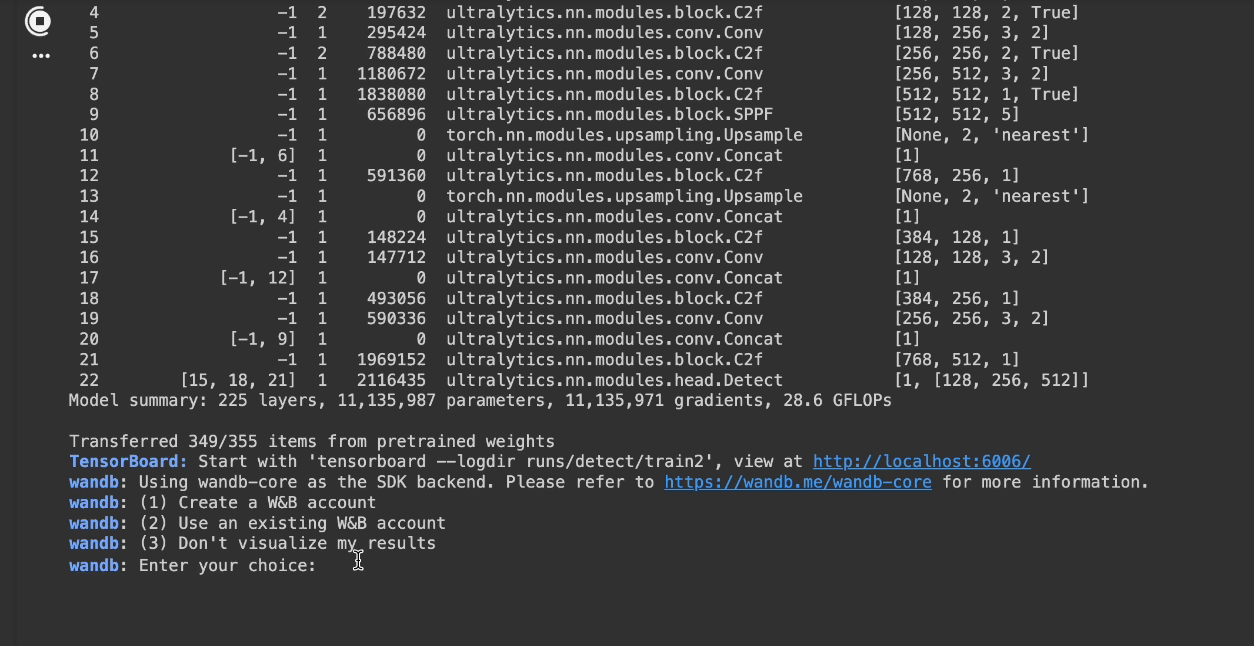 4 -1 2 197632 ultralytics.nn.modules.block.C2f [128, 128, 2, True]
5 -1 1 295424 ultralytics.nn.modules.conv.Conv [128, 256, 3, 2]
6 -1 2 788480 ultralytics.nn.modules.block.C2f [256, 256, 2, True]
7 -1 1 1180672 ultralytics.nn.modules.conv.Conv [256, 512, 3, 2]
8 -1 1 1838080 ultralytics.nn.modules.block.C2f [512, 512, 1, True]
9 -1 1 656896 ultralytics.nn.modules.block.SPPF [512, 512, 5]
10 -1 1 0 torch.nn.modules.upsampling.Upsample [None, 2, 'nearest']
11 [-1, 6] 1 0 ultralytics.nn.modules.conv.Concat [1]
12 -1 1 591360 ultralytics.nn.modules.block.C2f [768, 256, 1]
13 -1 1 0 torch.nn.modules.upsampling.Upsample [None, 2, 'nearest']
14 [-1, 4] 1 0 ultralytics.nn.modules.conv.Concat [1]
15 -1 1 148224 ultralytics.nn.modules.block.C2f [384, 128, 1]
16 -1 1 147712 ultralytics.nn.modules.conv.Conv [128, 128, 3, 2]
17 [-1, 12] 1 0 ultralytics.nn.modules.conv.Concat [1]
18 -1 1 493056 ultralytics.nn.modules.block.C2f [384, 256, 1]
19 -1 1 590336 ultralytics.nn.modules.conv.Conv [256, 256, 3, 2]
20 [-1, 9] 1 0 ultralytics.nn.modules.conv.Concat [1]
21 -1 1 1969152 ultralytics.nn.modules.block.C2f [768, 512, 1]
22 [15, 18, 21] 1 2116435 ultralytics.nn.modules.head.Detect [1, [128, 256, 512]]
Model summary: 225 layers, 11,135,987 parameters, 11,135,971 gradients, 28.6 GFLOPs
Transferred 349/355 items from pretrained weights
TensorBoard: Start with 'tensorboard --logdir runs/detect/train2', view at http://localhost:6006/
wandb: Using wandb-core as the SDK backend. Please refer to https://wandb.me/wandb-core for more information.
wandb: (1) Create a W&B account
wandb: (2) Use an existing W&B account
wandb: (3) Don't visualize my results
wandb: Enter your choice: